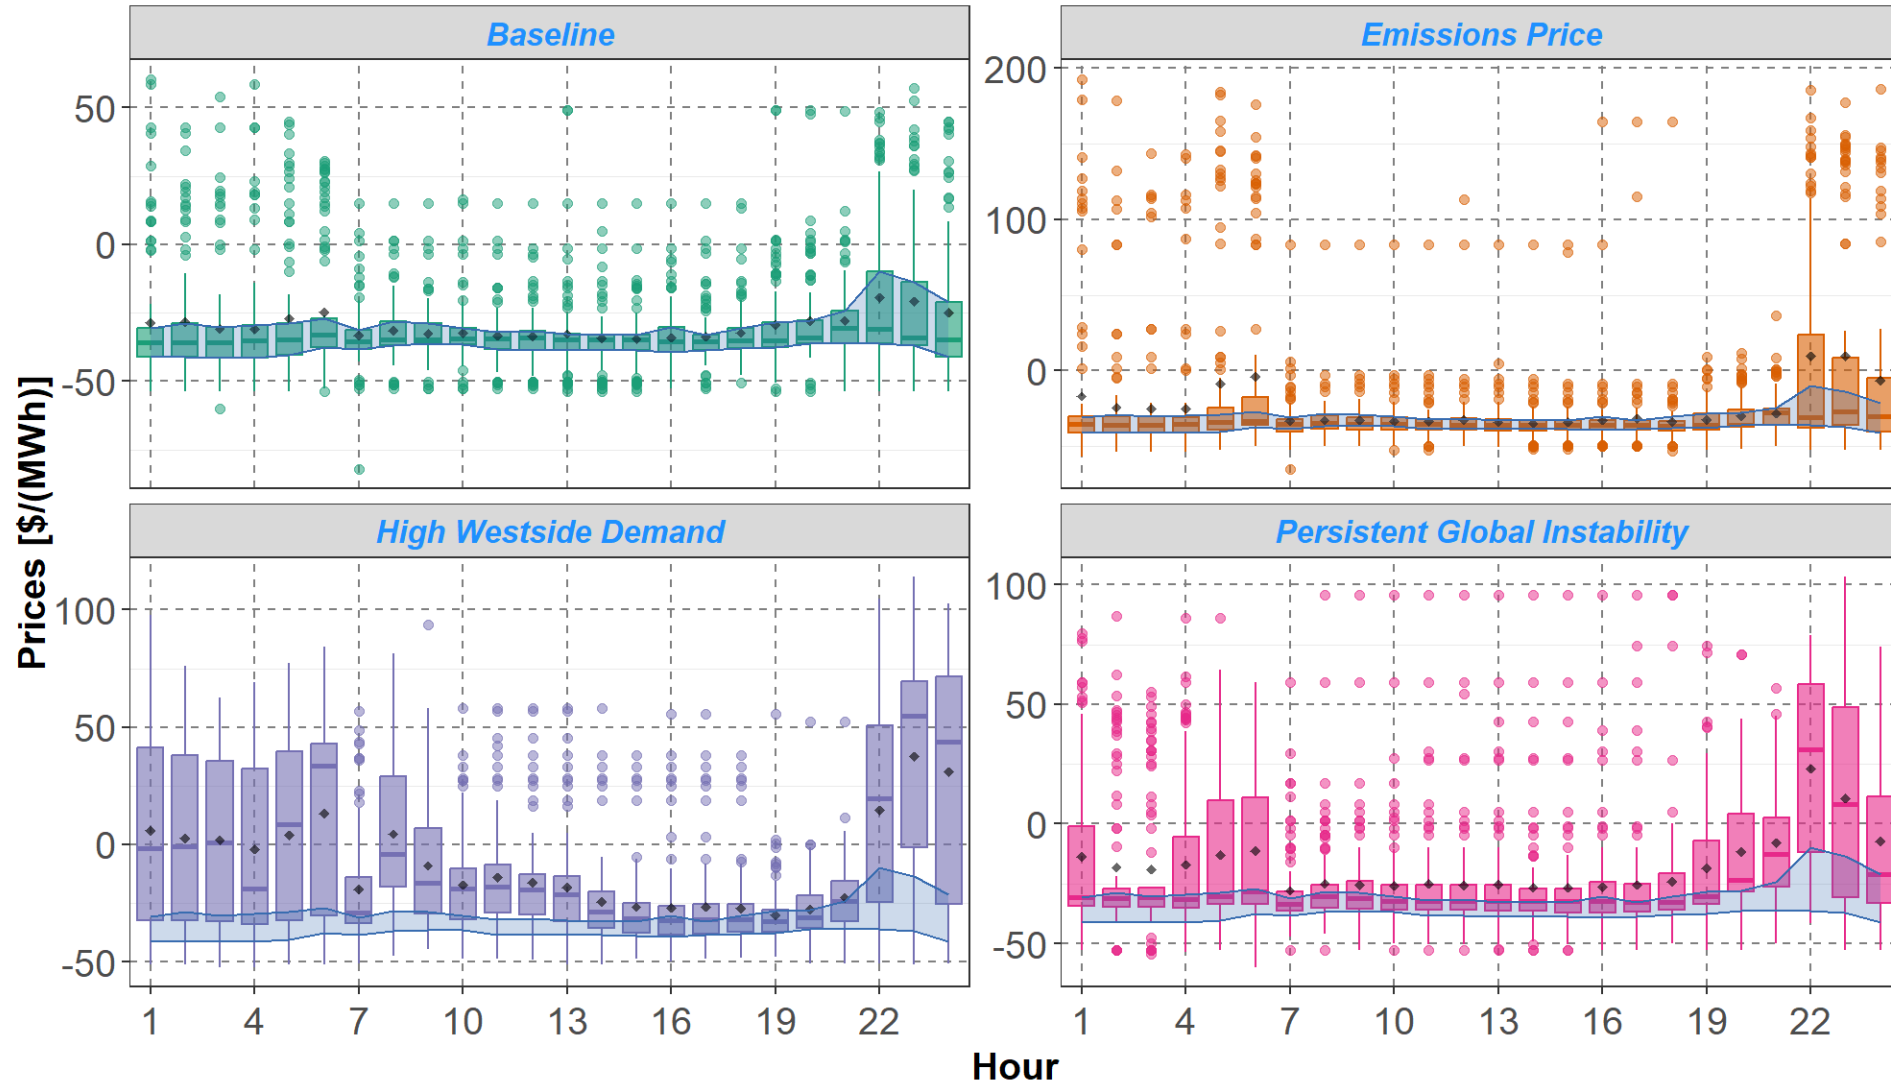 Baseline
Emissions Price
50
0
-50
200
100
0
Prices [$/(MWh)]
High Westside Demand
Persistent Global Instability
100
50
0
-50
100
50
0
-50
1 4 7 10 13 16 19 22
1 4 7 10 13 16 19 22
Hour